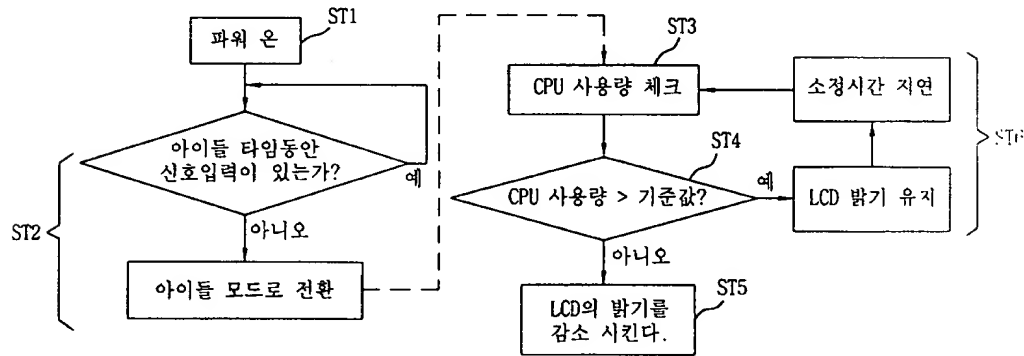 ST1
파워 온
아이들 타임동안
신호입력이 있는가?
예
ST2
아니오
아이들 모드로 전환
ST3
CPU 사용량 체크
소정시간 지연
ST6
ST4
CPU 사용량 > 기준값?
예
LCD 밝기 유지
아니오
ST5
LCD의 밝기를
감소 시킨다.